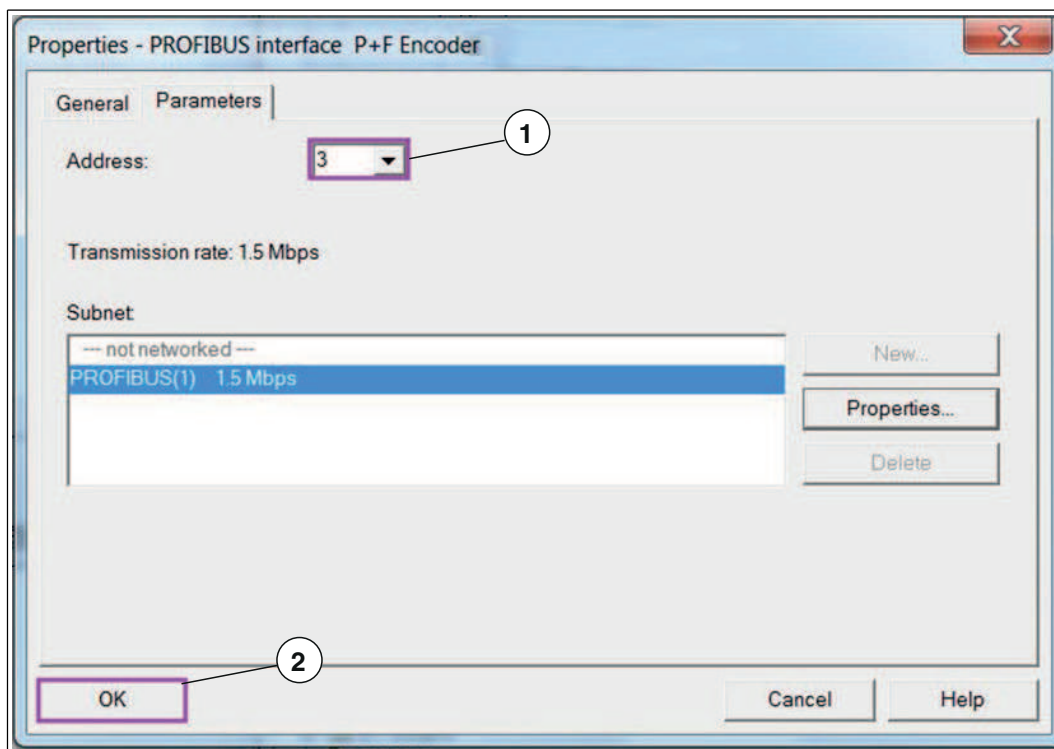 Properties - PROFIBUS interface P+F Encoder
X
General Parameters
1
Address: 3
Transmission rate: 1.5 Mbps
Subnet:
--- not networked ---
New...
PROFIBUS(1) 1.5 Mbps
Properties...
Delete
2
OK Cancel Help